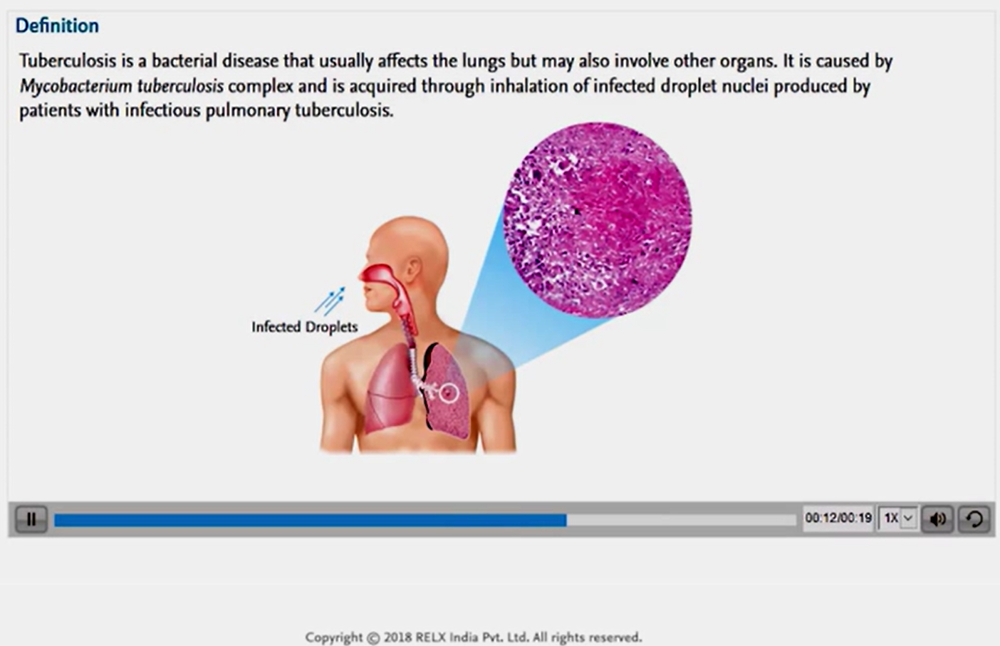 Definition
Tuberculosis is a bacterial disease that usually affects the lungs but may also involve other organs. It is caused by
Mycobacterium tuberculosis complex and is acquired through inhalation of infected droplet nuclei produced by
patients with infectious pulmonary tuberculosis.
Infected Droplets
00:12/00:19 1X
Copyright © 2018 RELX India Pvt. Ltd. All rights reserved.